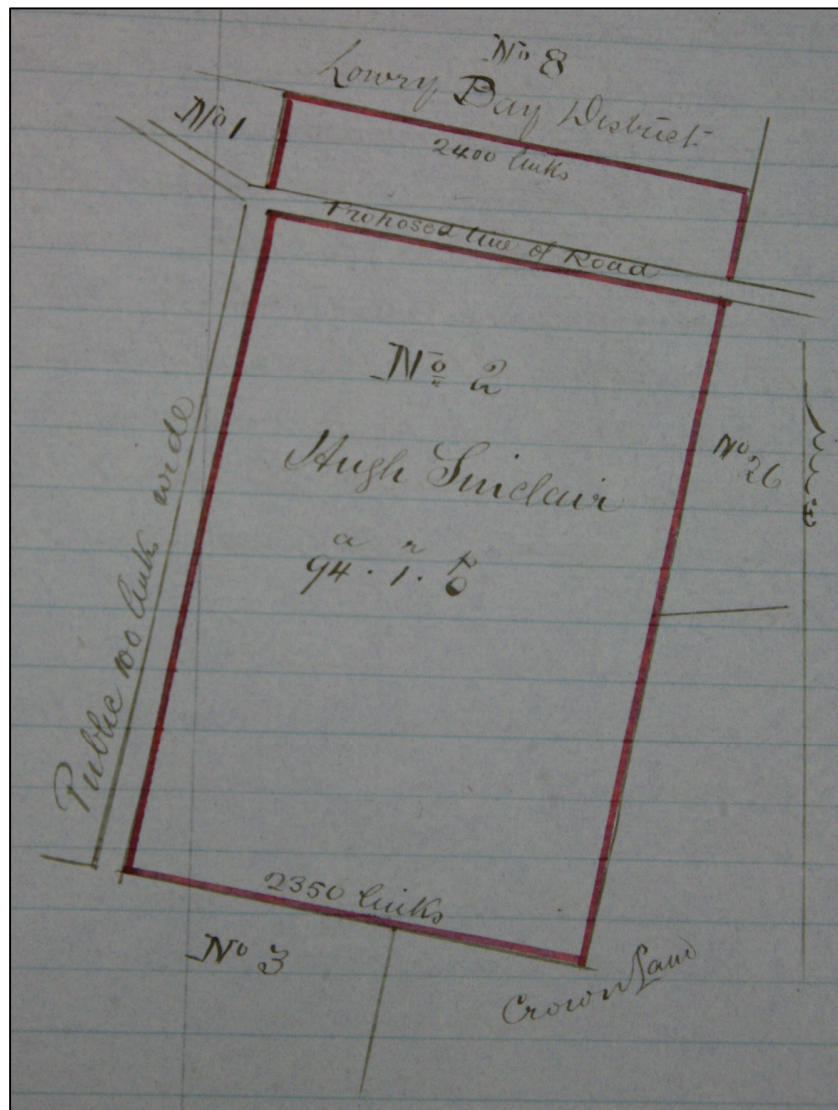 No 8
Lowry Bay District
No 1
2400 links
Proposed line of Road
No 2
Hugh Sinclair
a r p
94 . 1 . 0
No 26
Public 100 links wide
2350 links
No 3
Crown Land